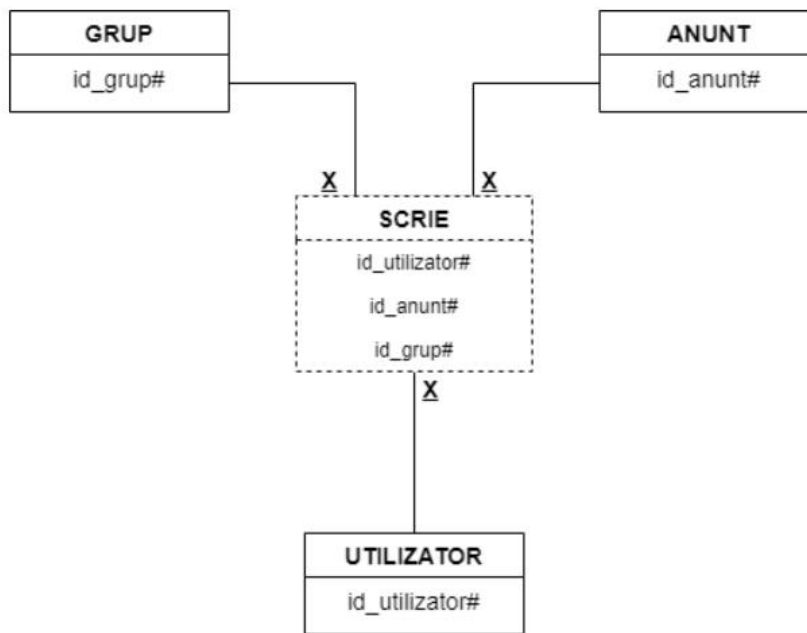 GRUP
id_grup#
ANUNT
id_anunt#
X
X
SCRIE
id_utilizator#
id_anunt#
id_grup#
X
UTILIZATOR
id_utilizator#